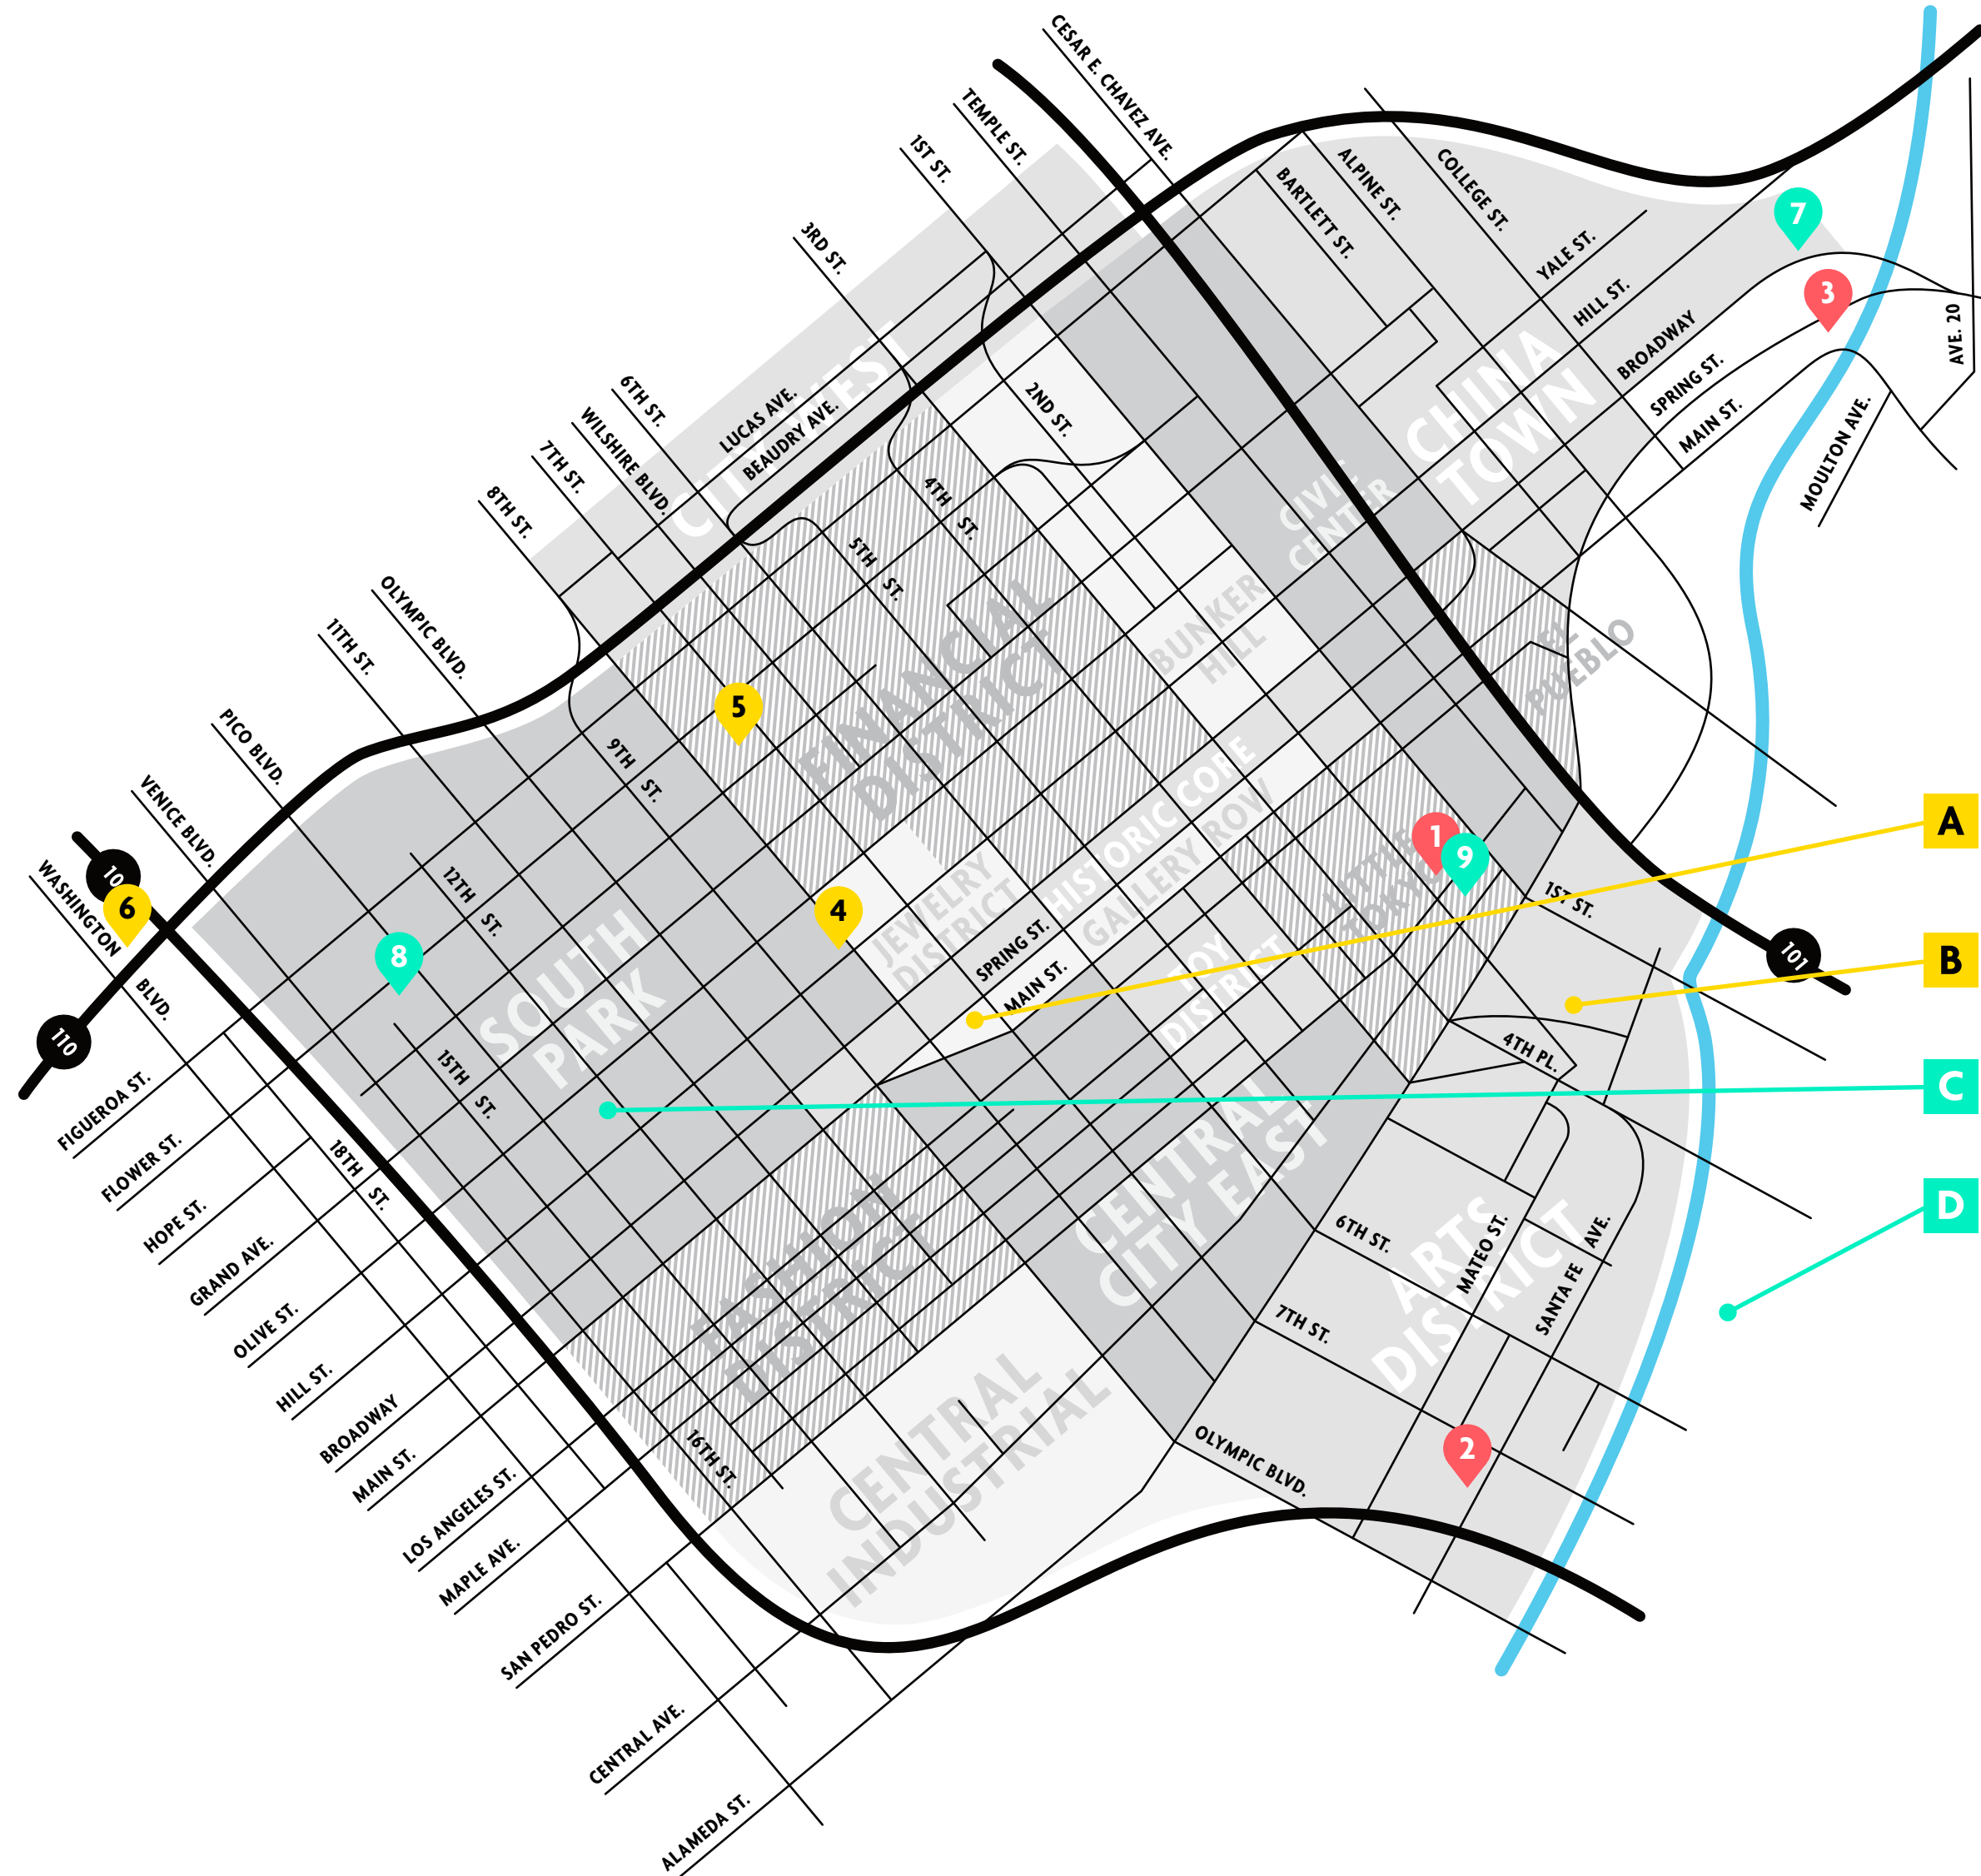 CESAR E. CHAVEZ AVE.
TEMPLE ST.
1ST ST.
3RD ST.
6TH ST.
WILSHIRE BLVD.
7TH ST.
8TH ST.
OLYMPIC BLVD.
11TH ST.
PICO BLVD.
VENICE BLVD.
WASHINGTON BLVD.
BARTLETT ST.
ALPINE ST.
COLLEGE ST.
YALE ST.
HILL ST.
BROADWAY
SPRING ST.
MAIN ST.
MOULTON AVE.
AVE. 20
7
3
LUCAS AVE.
BEAUDRY AVE.
CITY WEST
2ND ST.
4TH ST.
5TH ST.
9TH ST.
CHINA
TOWN
CIVIC
CENTER
BUNKER
HILL
EL
PUEBLO
FINANCIAL
DISTRICT
5
HISTORIC CORE
GALLERY ROW
LITTLE
TOKYO
1
9
4
JEWELRY
DISTRICT
SPRING ST.
MAIN ST.
TOY
DISTRICT
1ST ST.
A
101
B
10
6
110
8
12TH ST.
SOUTH
PARK
15TH ST.
4TH PL.
C
D
CENTRAL
CITY EAST
FASHION
DISTRICT
ARTS
DISTRICT
6TH ST.
7TH ST.
MATEO ST.
SANTA FE AVE.
2
OLYMPIC BLVD.
CENTRAL
INDUSTRIAL
16TH ST.
18TH ST.
FIGUEROA ST.
FLOWER ST.
HOPE ST.
GRAND AVE.
OLIVE ST.
HILL ST.
BROADWAY
MAIN ST.
LOS ANGELES ST.
MAPLE AVE.
SAN PEDRO ST.
CENTRAL AVE.
ALAMEDA ST.